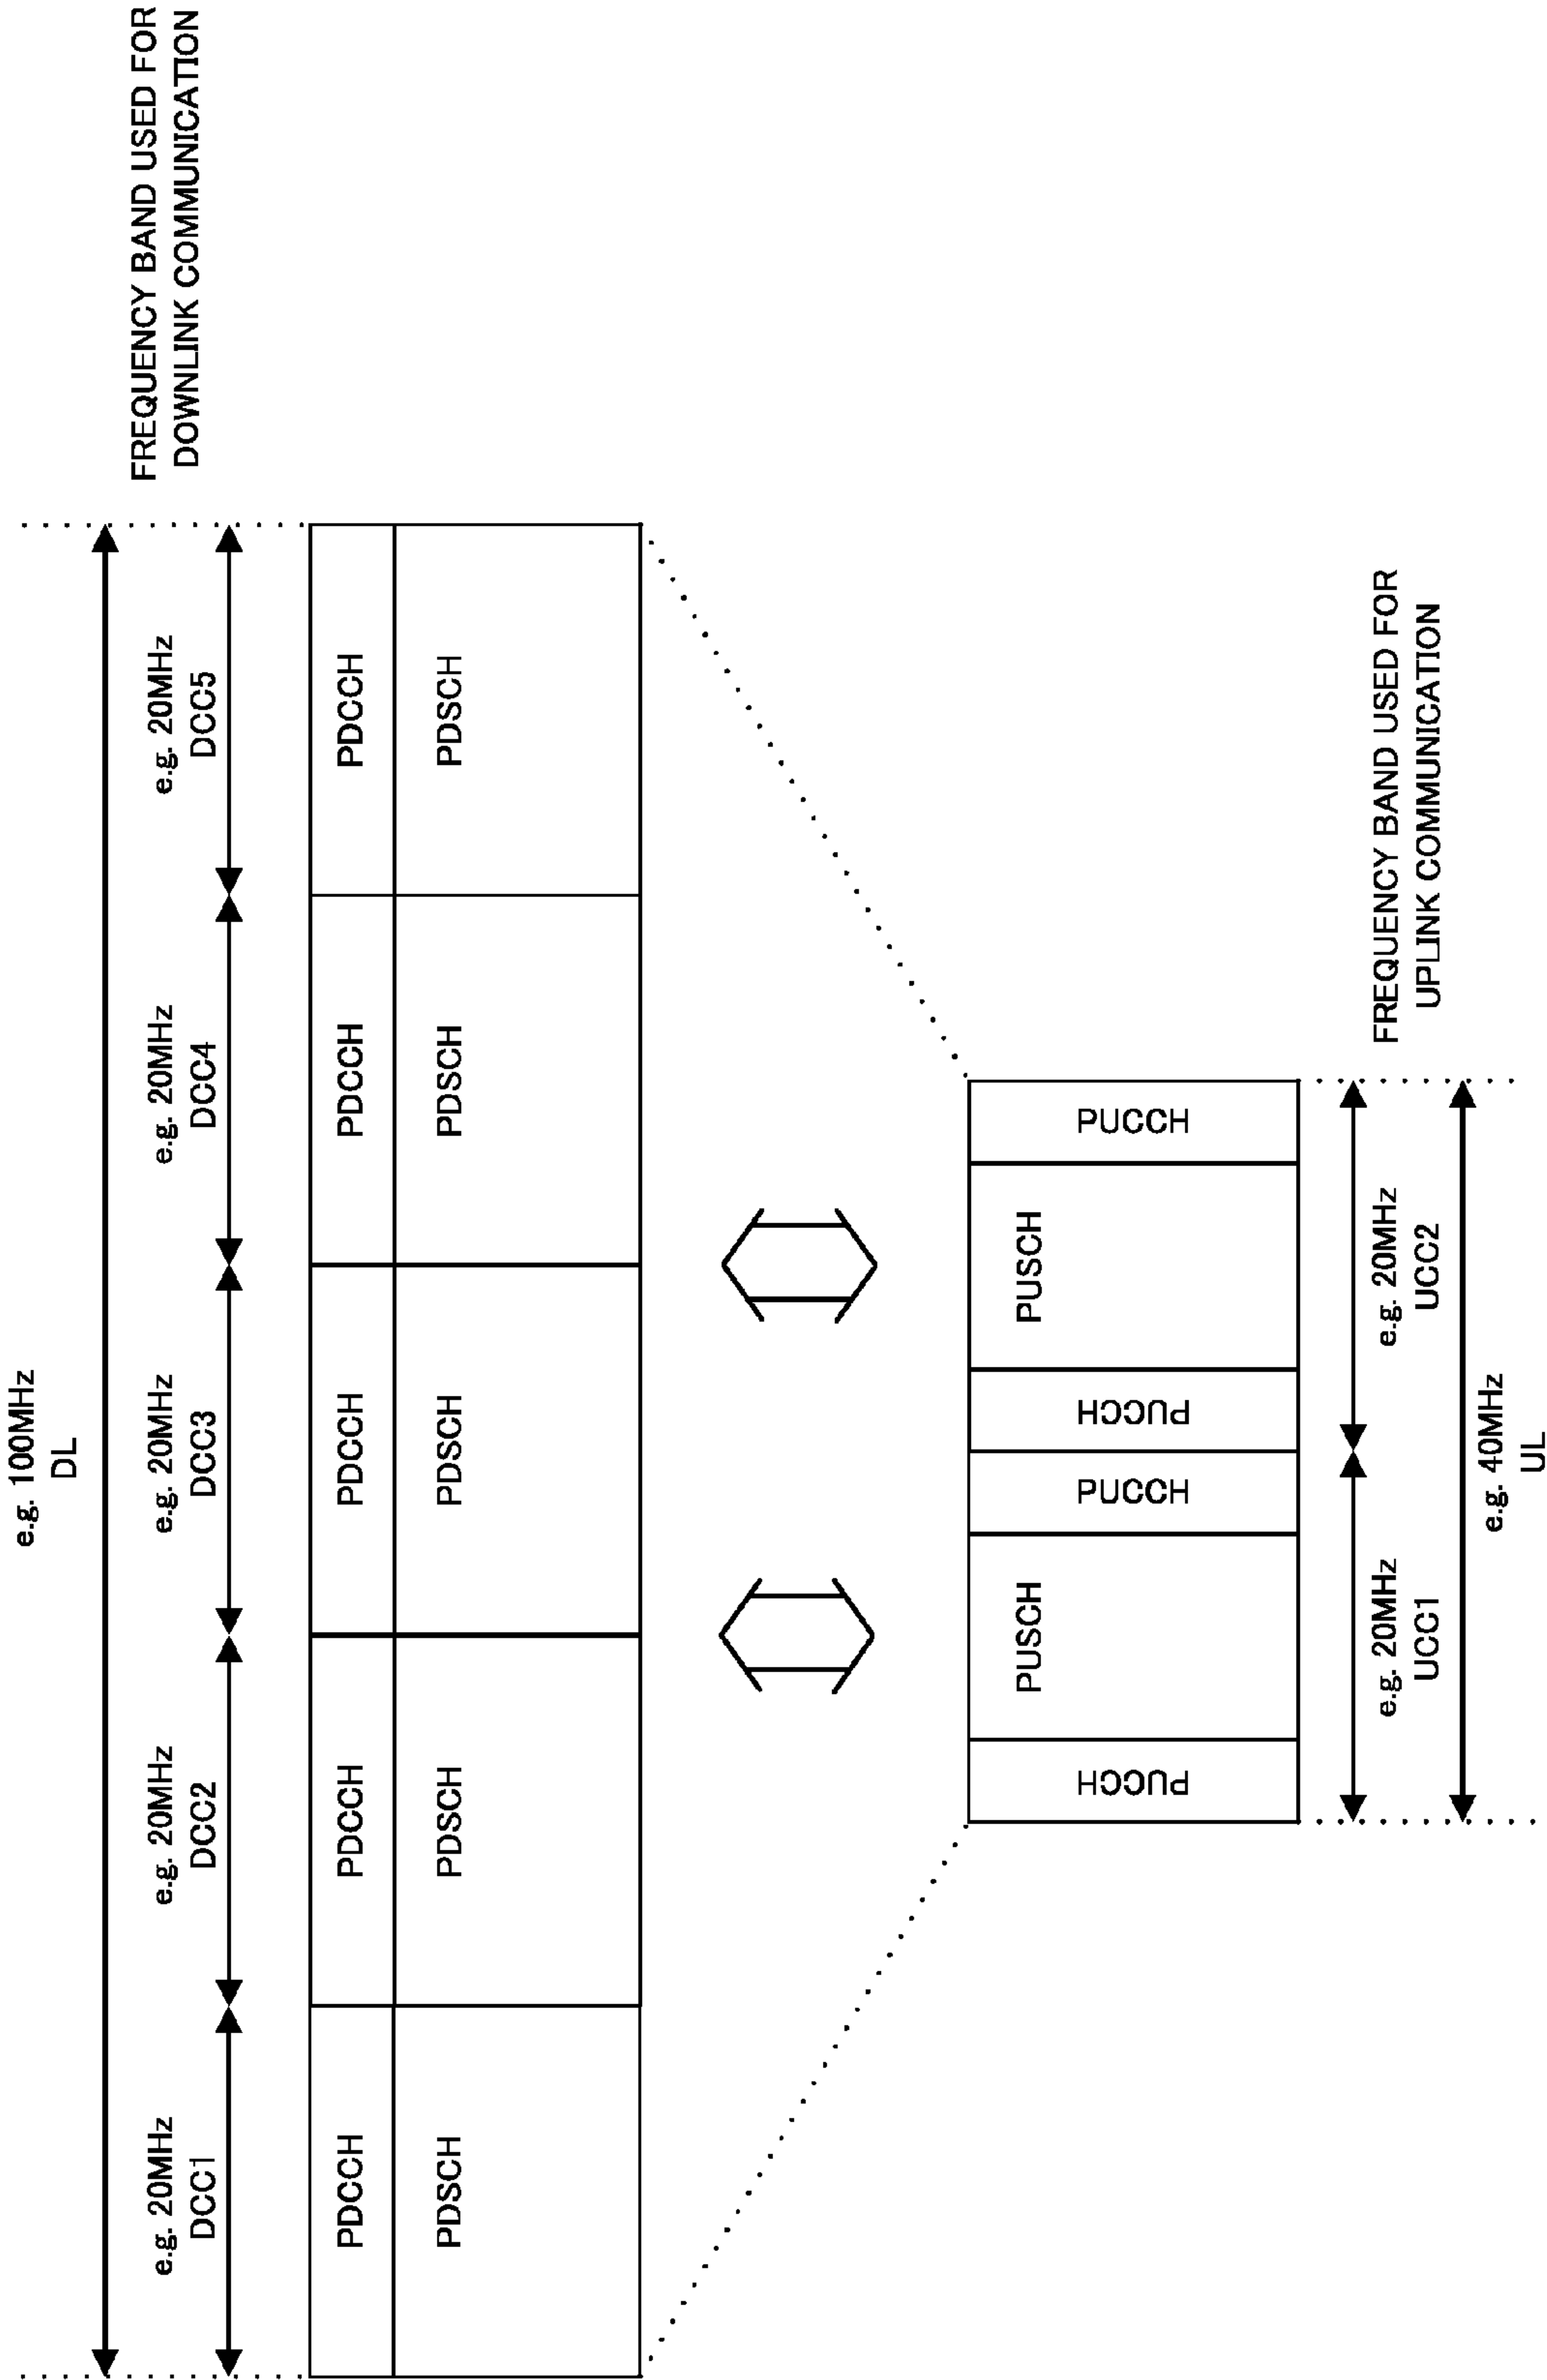 e.g. 100MHz
DL
FREQUENCY BAND USED FOR
DOWNLINK COMMUNICATION
e.g. 20MHz
DCC1
e.g. 20MHz
DCC2
e.g. 20MHz
DCC3
e.g. 20MHz
DCC4
e.g. 20MHz
DCC5
PDCCH
PDCCH
PDCCH
PDCCH
PDCCH
PDSCH
PDSCH
PDSCH
PDSCH
PDSCH
PUCCH
PUSCH
PUCCH
PUCCH
PUSCH
PUCCH
e.g. 20MHz
UCC1
e.g. 20MHz
UCC2
FREQUENCY BAND USED FOR
UPLINK COMMUNICATION
e.g. 40MHz
UL